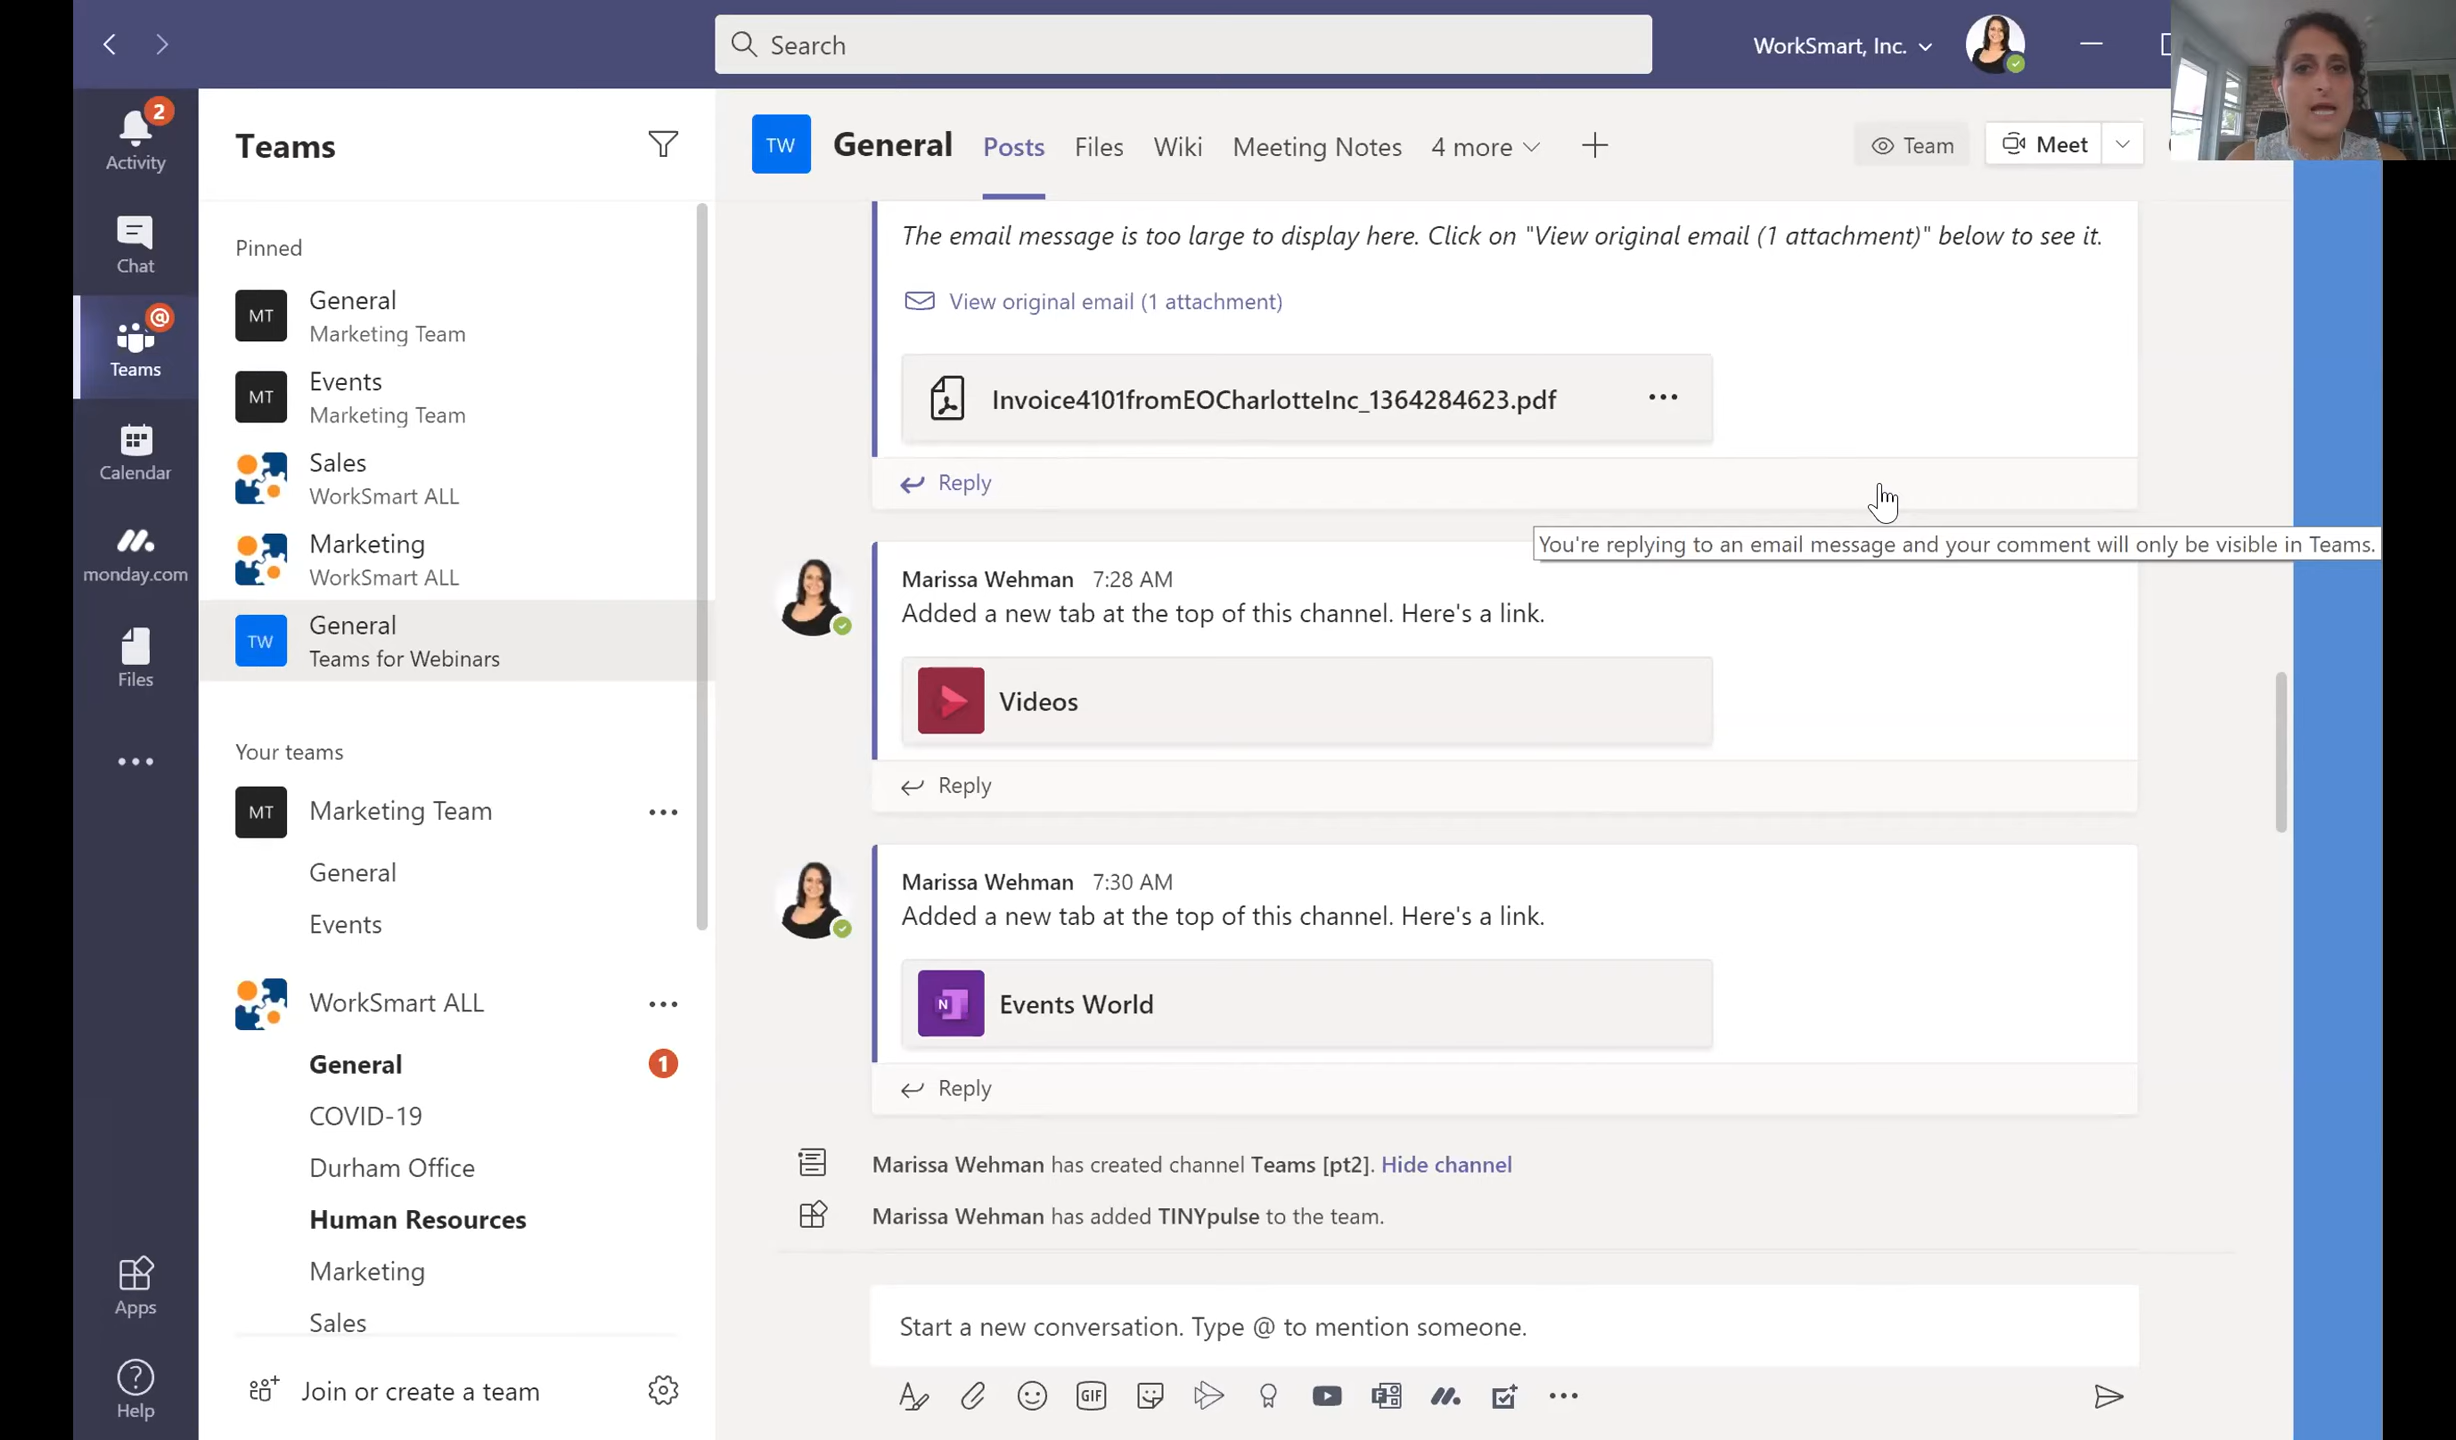 Search
WorkSmart, Inc.
2
Activity
Chat
@
Teams
Calendar
monday.com
Files
Apps
Help
Teams
Pinned
MT
General
Marketing Team
MT
Events
Marketing Team
Sales
WorkSmart ALL
Marketing
WorkSmart ALL
TW
General
Teams for Webinars
Your teams
MT
Marketing Team
General
Events
WorkSmart ALL
General
1
COVID-19
Durham Office
Human Resources
Marketing
Sales
Join or create a team
TW
General
Posts
Files
Wiki
Meeting Notes
4 more
Team
Meet
The email message is too large to display here. Click on "View original email (1 attachment)" below to see it.
View original email (1 attachment)
Invoice4101fromEOCharlotteInc_1364284623.pdf
Reply
You're replying to an email message and your comment will only be visible in Teams.
Marissa Wehman 7:28 AM
Added a new tab at the top of this channel. Here's a link.
Videos
Reply
Marissa Wehman 7:30 AM
Added a new tab at the top of this channel. Here's a link.
N
Events World
Reply
Marissa Wehman has created channel Teams [pt2]. Hide channel
Marissa Wehman has added TINYpulse to the team.
Start a new conversation. Type @ to mention someone.
GIF